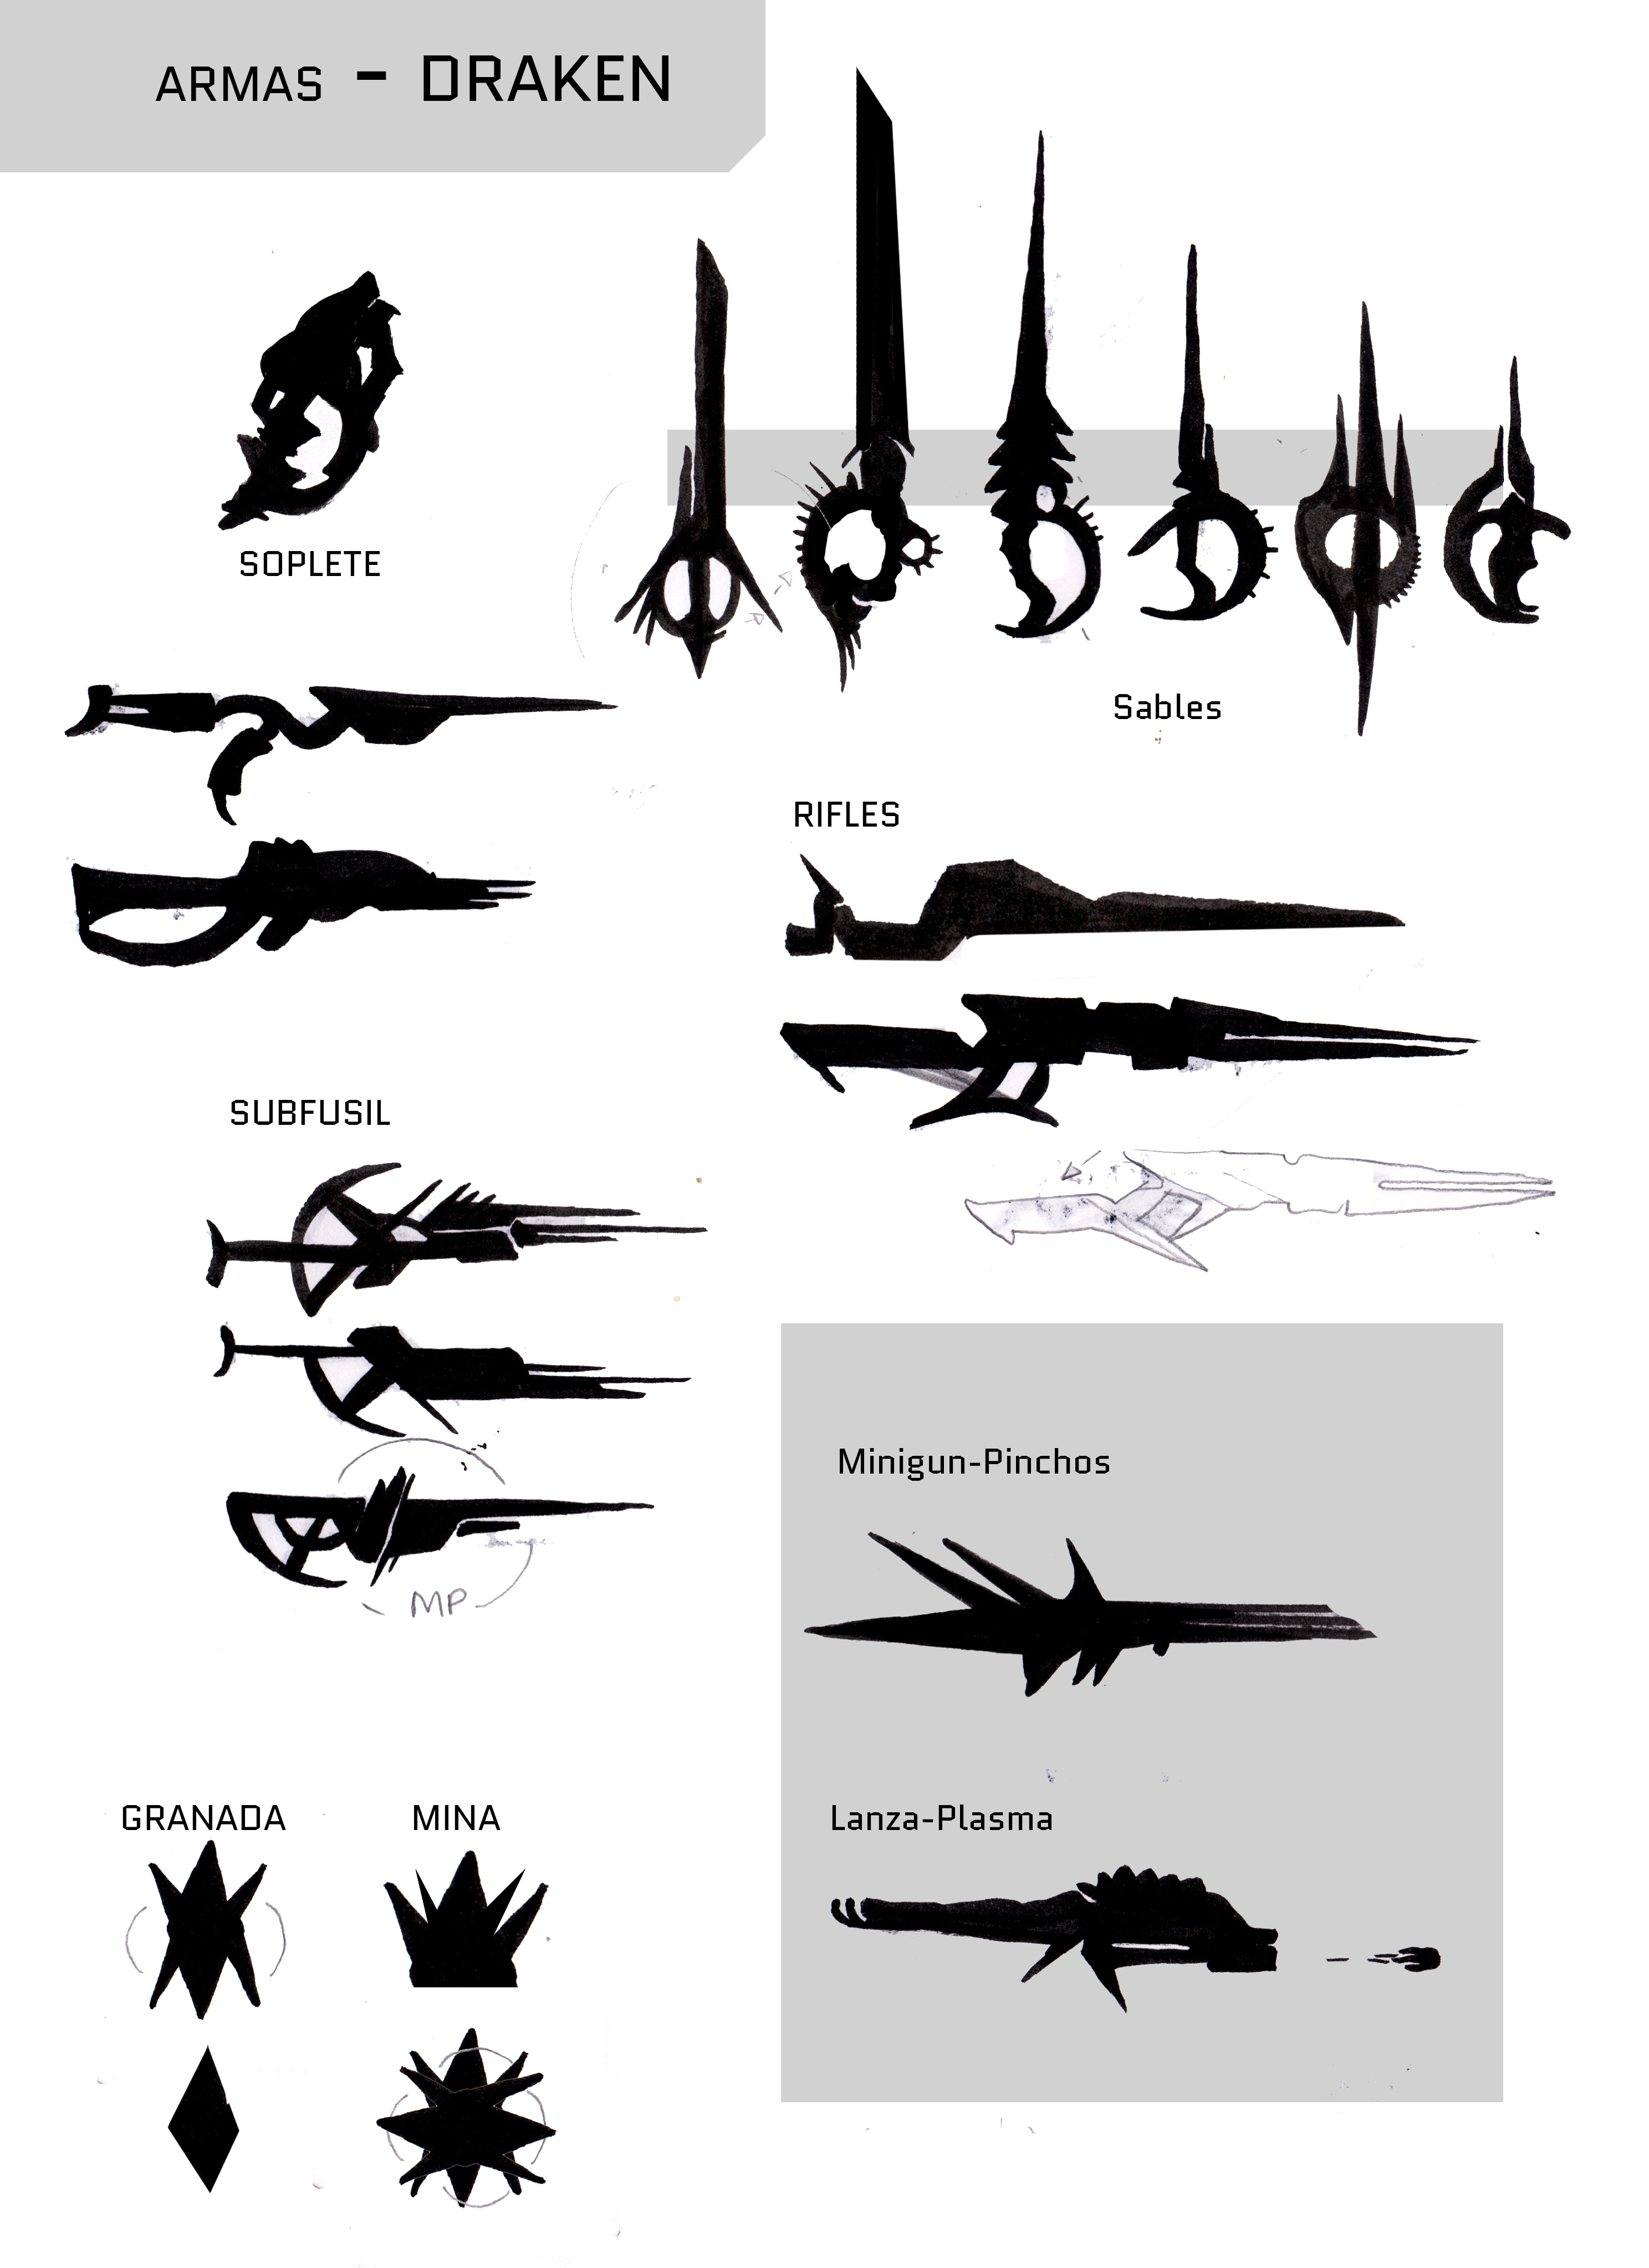 ARMAS - DRAKEN
SOPLETE
Sables
RIFLES
SUBFUSIL
MP
Minigun-Pinchos
Lanza-Plasma
GRANADA
MINA